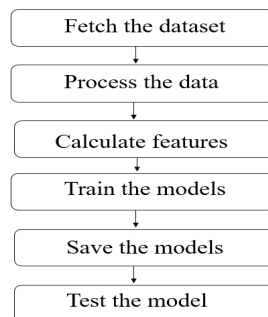 Fetch the dataset
Process the data
Calculate features
Train the models
Save the models
Test the model